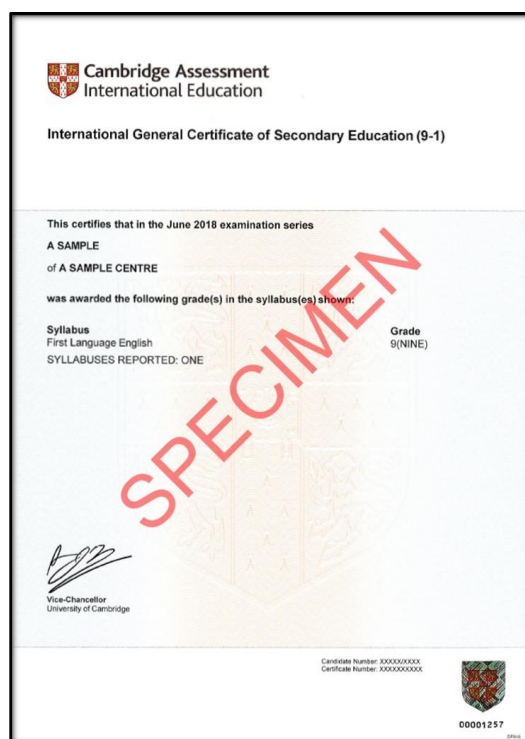 Cambridge Assessment
International Education
International General Certificate of Secondary Education (9-1)
This certifies that in the June 2018 examination series
A SAMPLE
of A SAMPLE CENTRE
was awarded the following grade(s) in the syllabus(es) shown:
Syllabus Grade
First Language English 9(NINE)
SYLLABUSES REPORTED: ONE
SPECIMEN
Vice-Chancellor
University of Cambridge
Candidate Number: XXXXX/XXXX
Certificate Number: XXXXXXXXXX
00001257